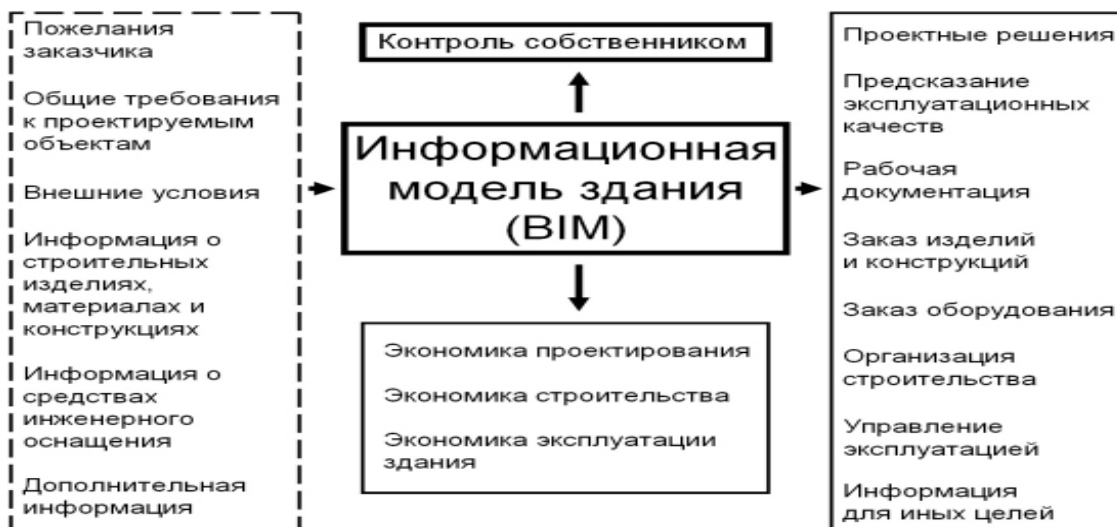 Пожелания
заказчика
Общие требования
к проектируемым
объектам
Внешние условия
Информация о
строительных
изделиях,
материалах и
конструкциях
Информация о
средствах
инженерного
оснащения
Дополнительная
информация
Контроль собственником
Информационная
модель здания
(BIM)
Экономика проектирования
Экономика строительства
Экономика эксплуатации
здания
Проектные решения
Предсказание
эксплуатационных
качеств
Рабочая
документация
Заказ изделий
и конструкций
Заказ оборудования
Организация
строительства
Управление
эксплуатацией
Информация
для иных целей